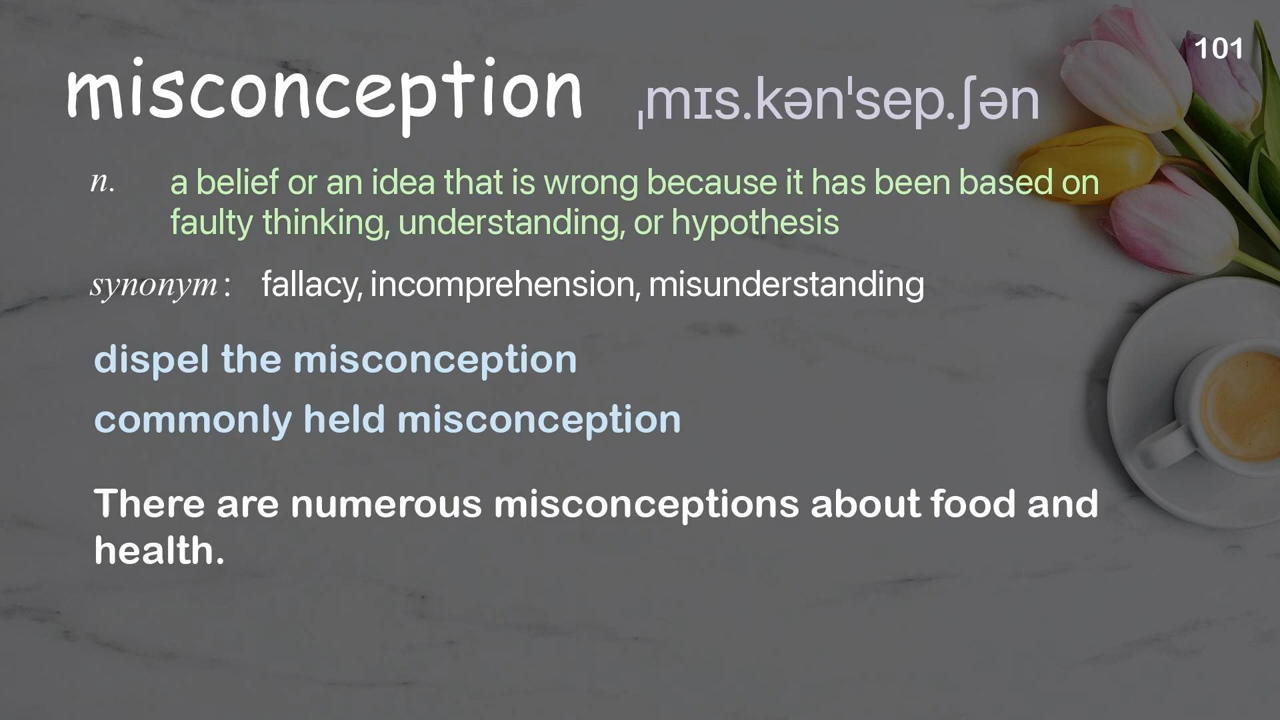 101
misconception ˌmɪs.kənˈsep.ʃən
n. a belief or an idea that is wrong because it has been based on
faulty thinking, understanding, or hypothesis
synonym: fallacy, incomprehension, misunderstanding
dispel the misconception
commonly held misconception
There are numerous misconceptions about food and
health.